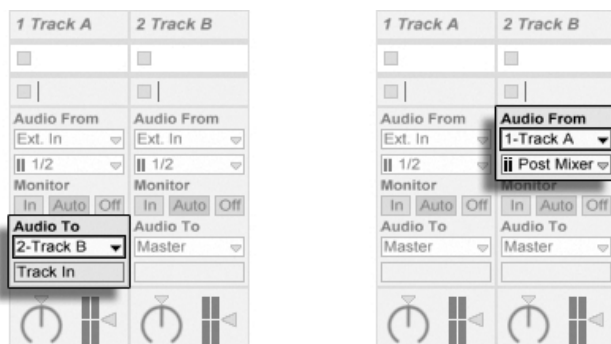 1 Track A 2 Track B
Audio From Audio From
Ext. In Ext. In
1/2 1/2
Monitor Monitor
In Auto Off In Auto Off
Audio To Audio To
2-Track B Master
Track In
1 Track A 2 Track B
Audio From Audio From
Ext. In 1-Track A
1/2 Post Mixer
Monitor Monitor
In Auto Off In Auto Off
Audio To Audio To
Master Master